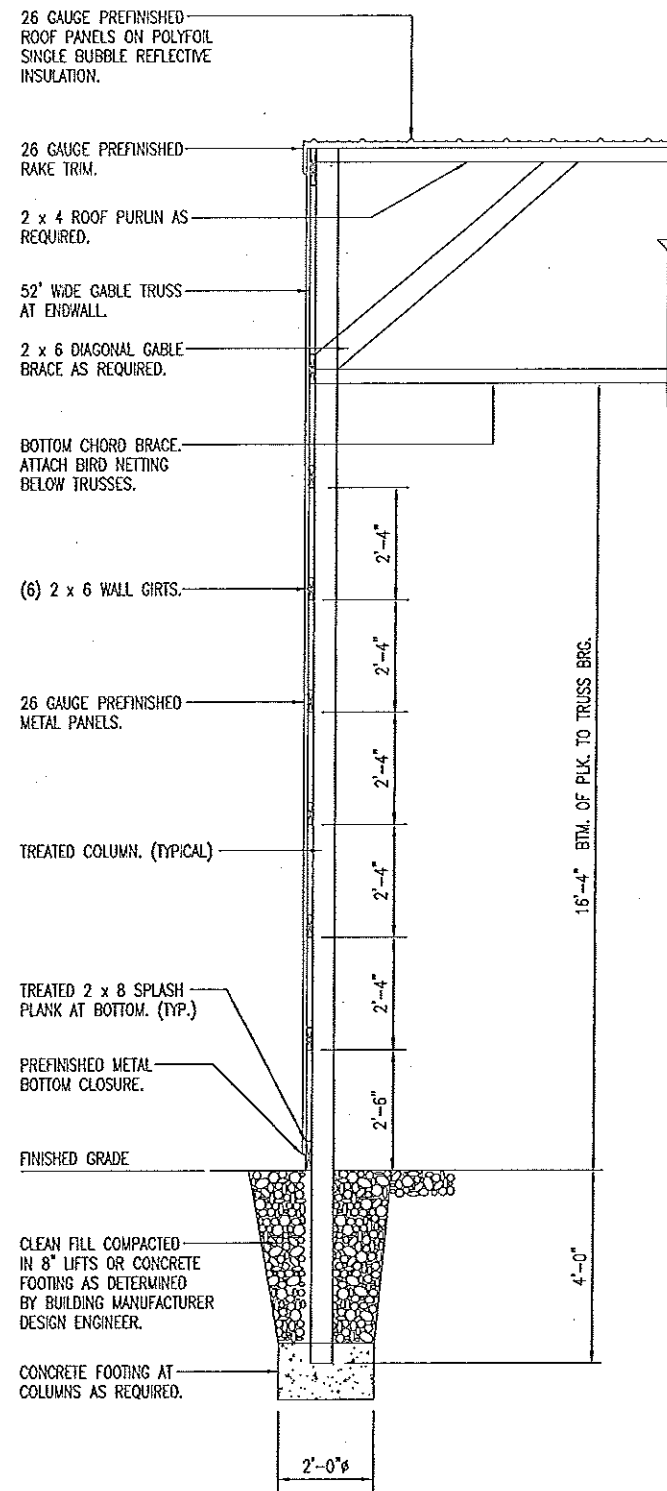 26 GAUGE PREFINISHED
ROOF PANELS ON POLYFOIL
SINGLE BUBBLE REFLECTIVE
INSULATION.
26 GAUGE PREFINISHED
RAKE TRIM.
2 x 4 ROOF PURLIN AS
REQUIRED.
52' WIDE GABLE TRUSS
AT ENDWALL.
2 x 6 DIAGONAL GABLE
BRACE AS REQUIRED.
BOTTOM CHORD BRACE.
ATTACH BIRD NETTING
BELOW TRUSSES.
(6) 2 x 6 WALL GIRTS.
26 GAUGE PREFINISHED
METAL PANELS.
TREATED COLUMN. (TYPICAL)
TREATED 2 x 8 SPLASH
PLANK AT BOTTOM. (TYP.)
PREFINISHED METAL
BOTTOM CLOSURE.
FINISHED GRADE
CLEAN FILL COMPACTED
IN 8" LIFTS OR CONCRETE
FOOTING AS DETERMINED
BY BUILDING MANUFACTURER
DESIGN ENGINEER.
CONCRETE FOOTING AT
COLUMNS AS REQUIRED.
2'-4"
2'-4"
2'-4"
2'-4"
2'-4"
2'-6"
16'-4" BTM. OF PLK. TO TRUSS BRG.
4'-0"
2'-0"ø